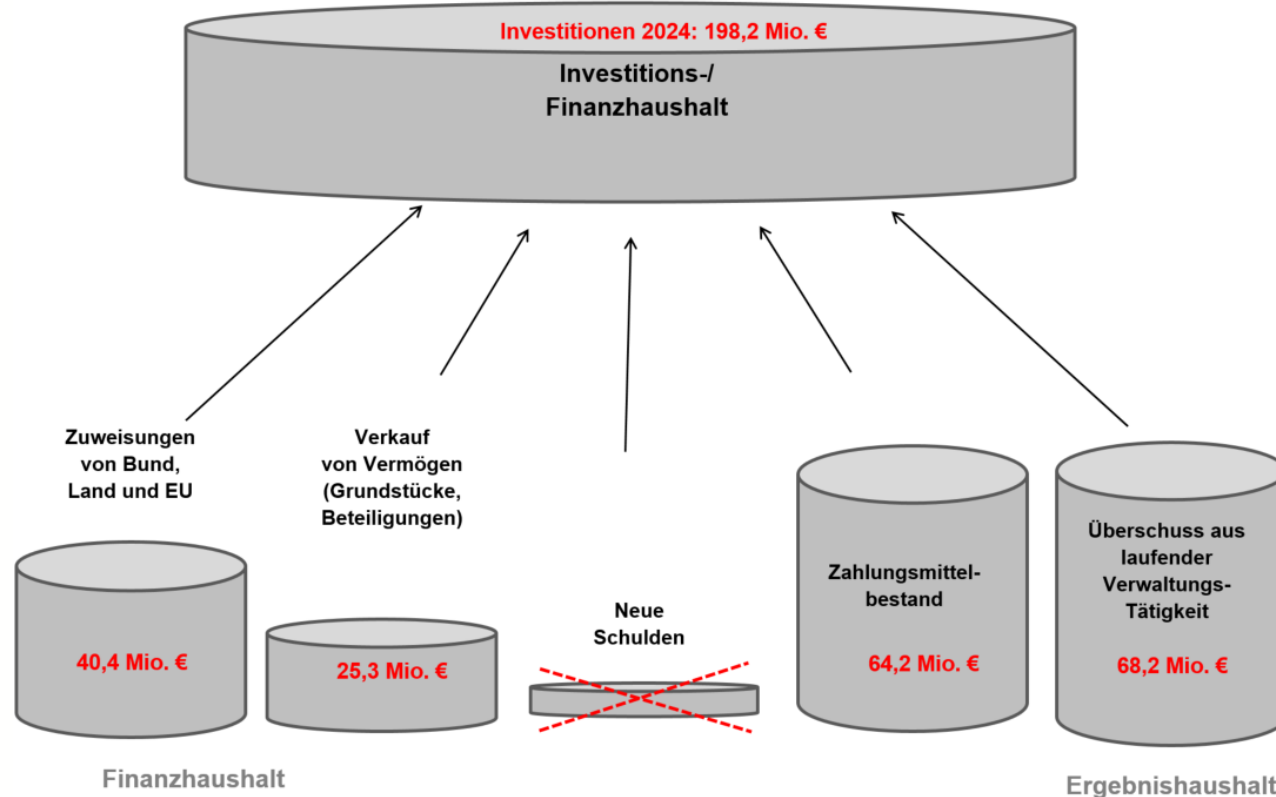 Investitionen 2024: 198,2 Mio. €
Investitions-/
Finanzhaushalt
Zuweisungen
von Bund,
Land und EU
40,4 Mio. €
Verkauf
von Vermögen
(Grundstücke,
Beteiligungen)
25,3 Mio. €
Neue
Schulden
Zahlungsmittel-
bestand
64,2 Mio. €
Überschuss aus
laufender
Verwaltungs-
Tätigkeit
68,2 Mio. €
Finanzhaushalt
Ergebnishaushalt